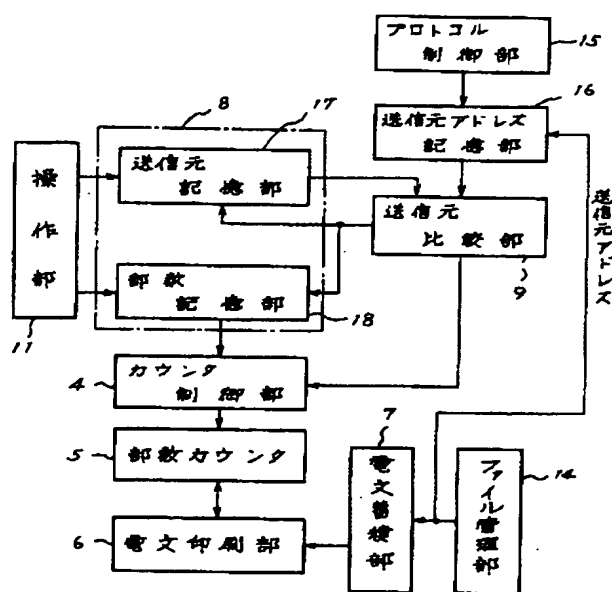 プロトコル
制御部
15
16
8
17
送信元アドレス
記憶部
送信元
記憶部
操作部
送信元
比較部
9
送信元アドレス
部数
記憶部
18
11
カウンタ
制御部
4
7
5
部数カウンタ
電文蓄積部
ファイル管理部
14
6
電文印刷部